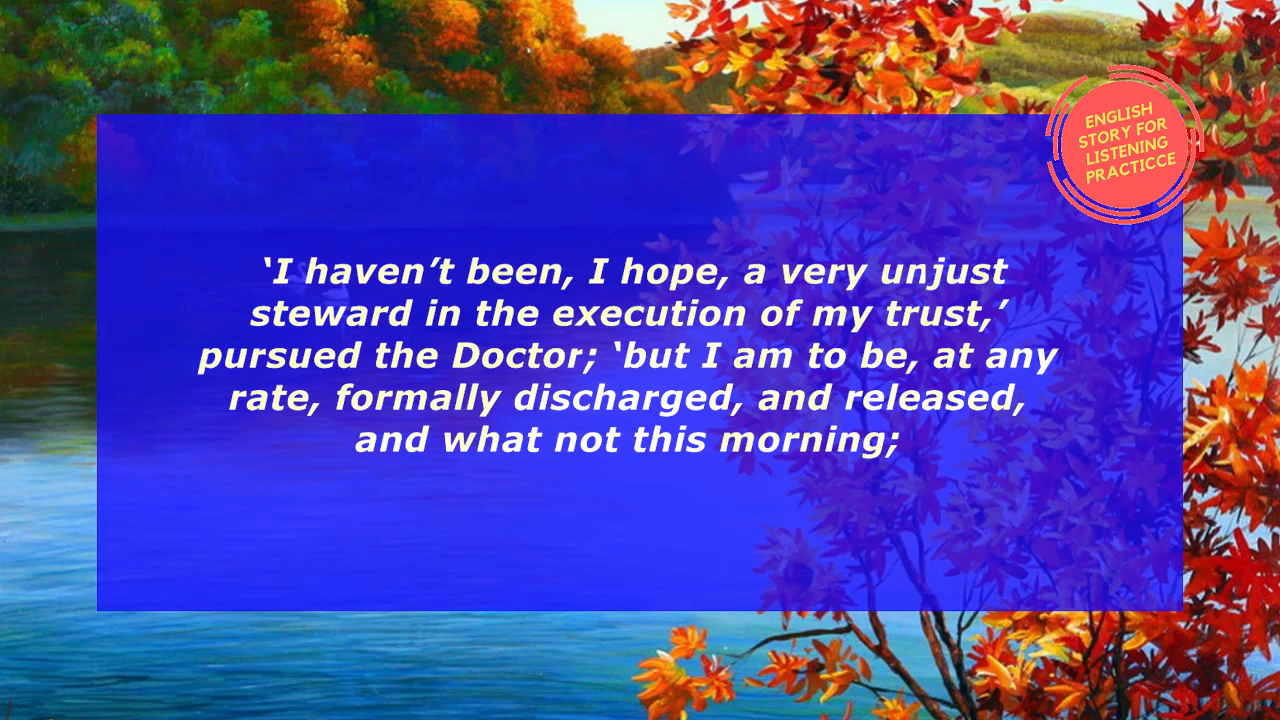 ‘I haven’t been, I hope, a very unjust
steward in the execution of my trust,’
pursued the Doctor; ‘but I am to be, at any
rate, formally discharged, and released,
and what not this morning;
ENGLISH
STORY FOR
LISTENING
PRACTICCE